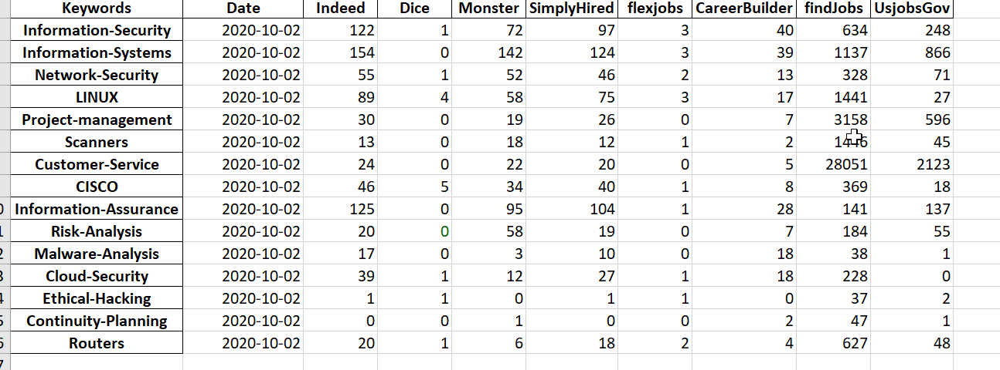 Keywords Date Indeed Dice Monster SimplyHired flexjobs CareerBuilder findJobs UsjobsGov
Information-Security 2020-10-02 122 1 72 97 3 40 634 248
Information-Systems 2020-10-02 154 0 142 124 3 39 1137 866
Network-Security 2020-10-02 55 1 52 46 2 13 328 71
LINUX 2020-10-02 89 4 58 75 3 17 1441 27
Project-management 2020-10-02 30 0 19 26 0 7 3158 596
Scanners 2020-10-02 13 0 18 12 1 2 45
Customer-Service 2020-10-02 24 0 22 20 0 5 28051 2123
CISCO 2020-10-02 46 5 34 40 1 8 369 18
0 Information-Assurance 2020-10-02 125 0 95 104 1 28 141 137
1 Risk-Analysis 2020-10-02 20 0 58 19 0 7 184 55
2 Malware-Analysis 2020-10-02 17 0 3 10 0 18 38 1
3 Cloud-Security 2020-10-02 39 1 12 27 1 18 228 0
4 Ethical-Hacking 2020-10-02 1 1 0 1 1 0 37 2
5 Continuity-Planning 2020-10-02 0 0 1 0 0 2 47 1
6 Routers 2020-10-02 20 1 6 18 2 4 627 48
7